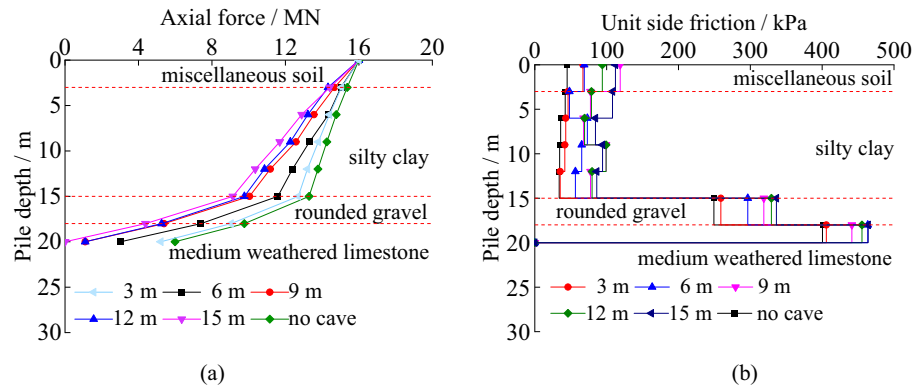 Axial force / MN
(a)
0 4 8 12 16 20
0
5
10
15
20
25
30
Pile depth / m
miscellaneous soil
silty clay
rounded gravel
medium weathered limestone
3 m 6 m 9 m
12 m 15 m no cave
(a)
Unit side friction / kPa
(b)
0 100 200 300 400 500
0
5
10
15
20
25
30
Pile depth / m
miscellaneous soil
silty clay
rounded gravel
medium weathered limestone
3 m 6 m 9 m
12 m 15 m no cave
(b)